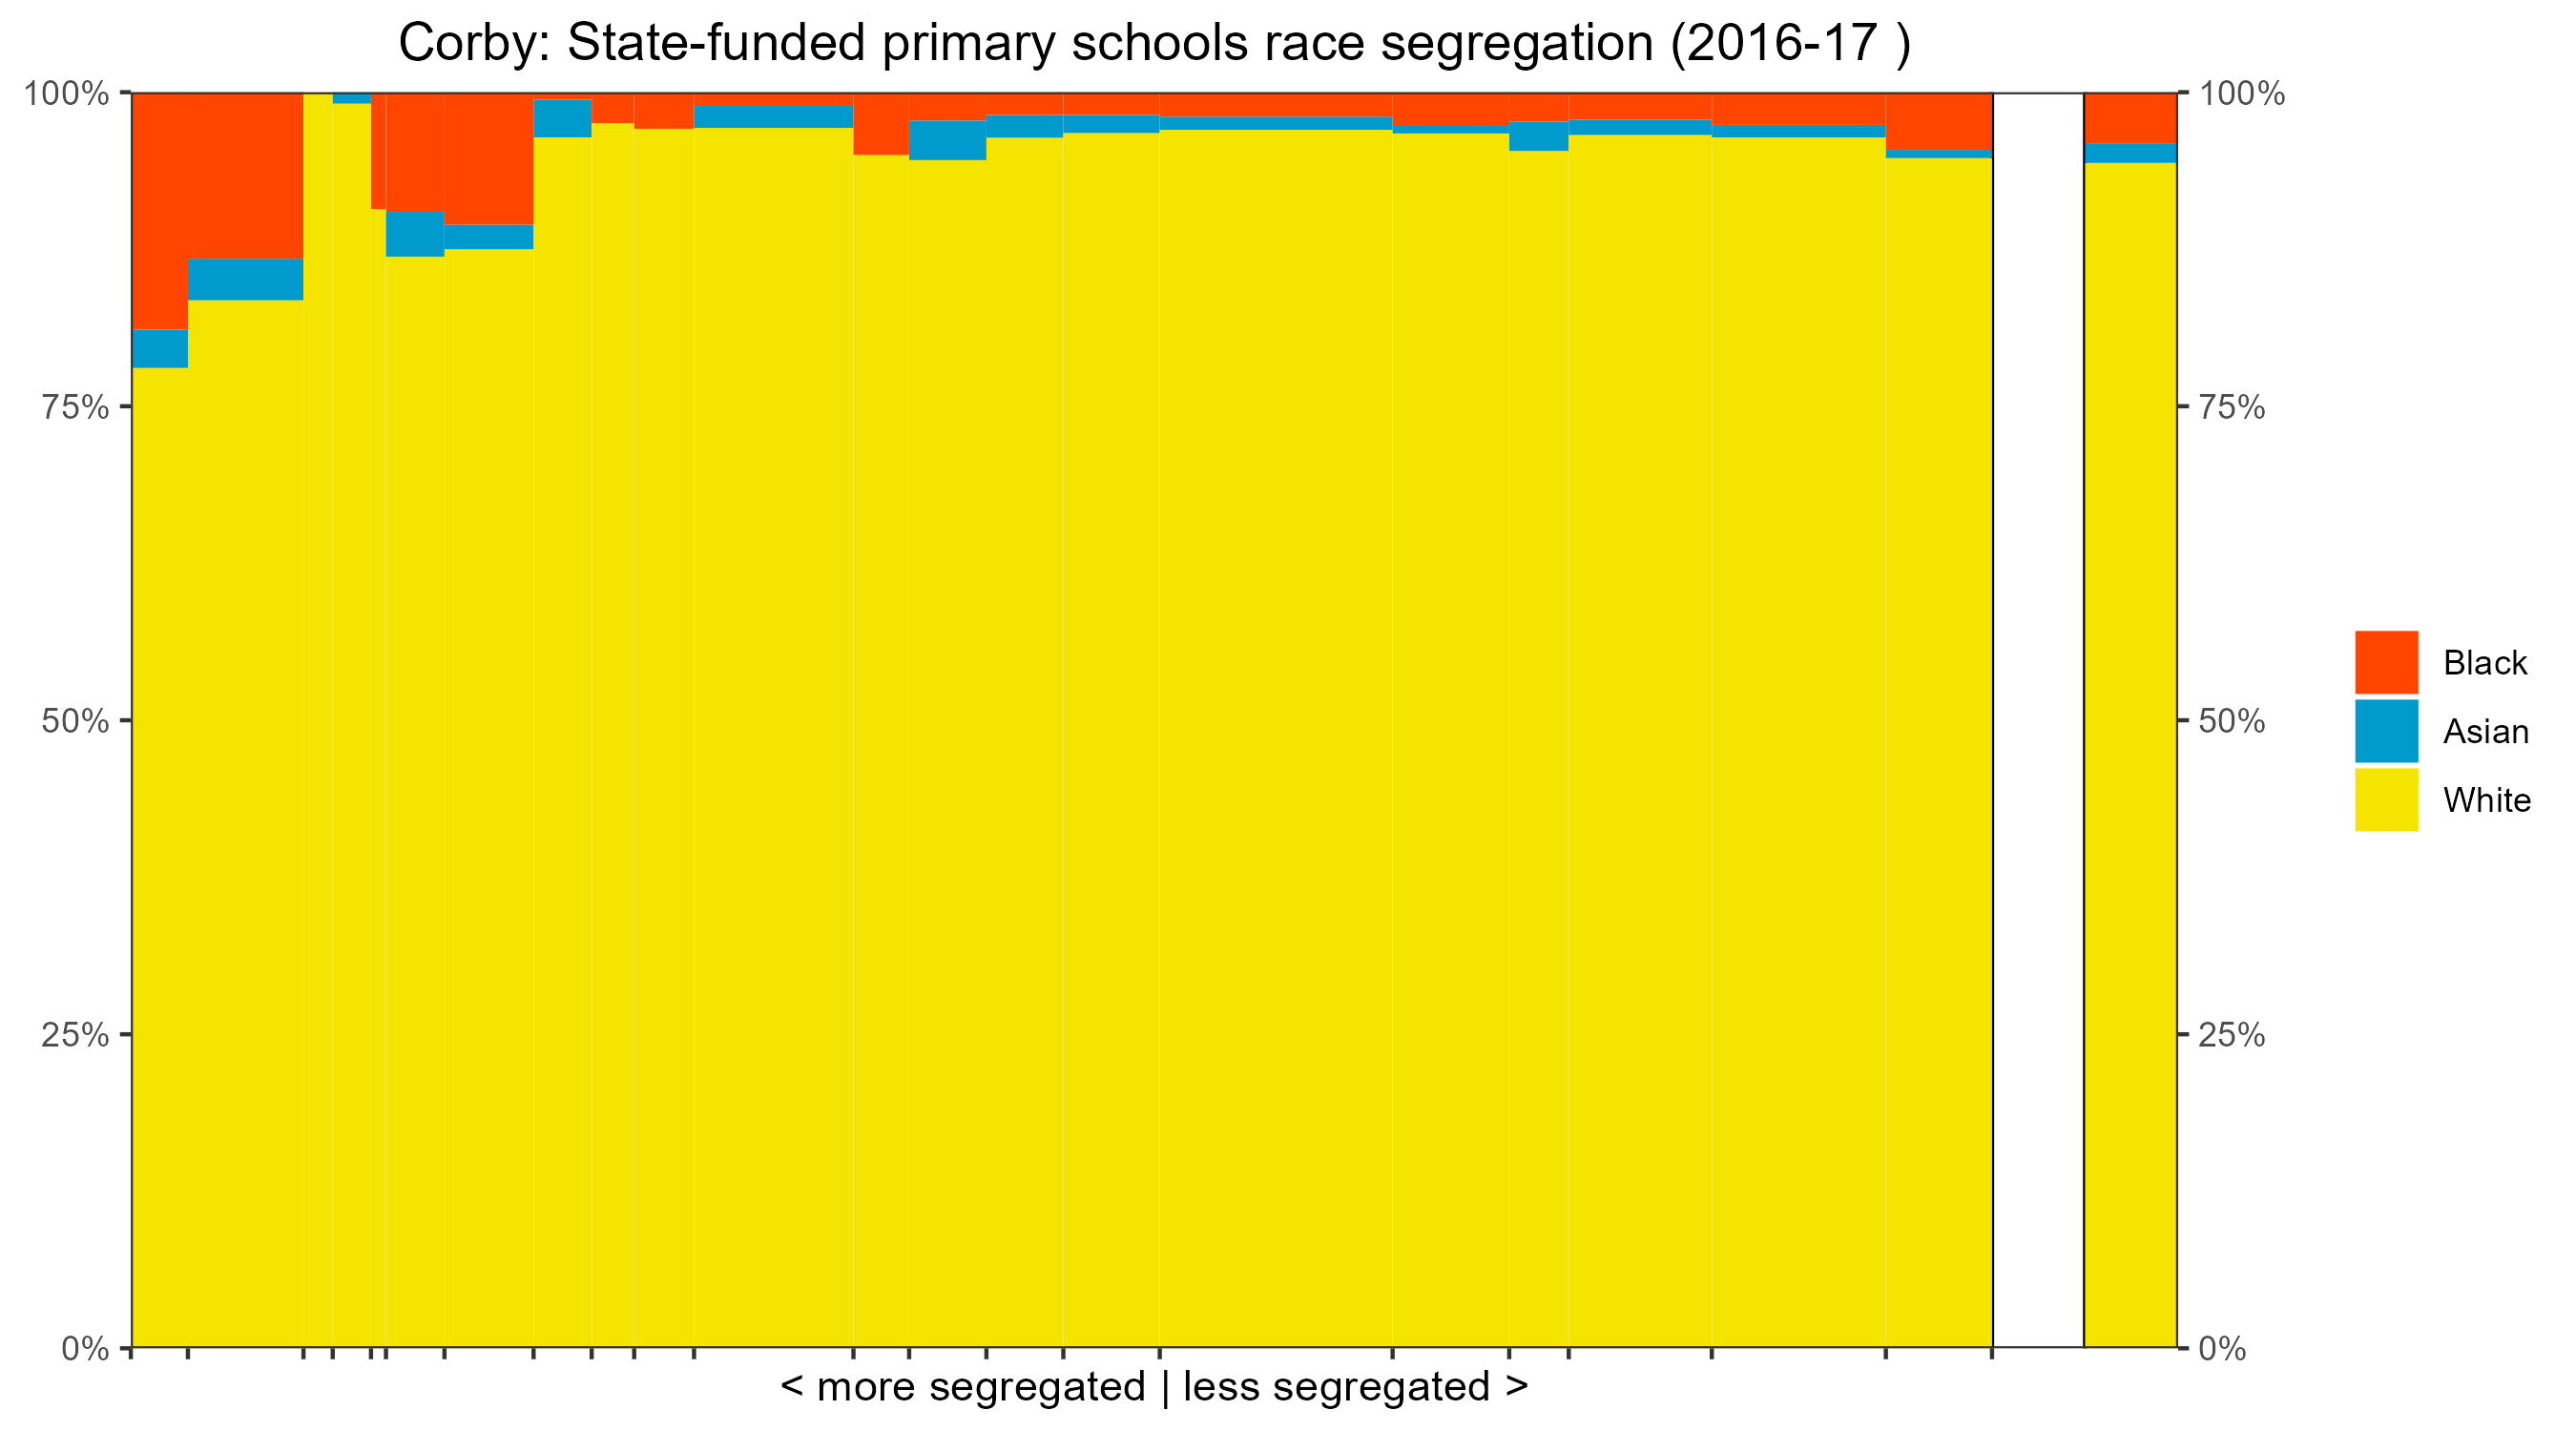 Corby: State-funded primary schools race segregation (2016-17 )
100%
75%
50%
25%
0%
100%
75%
50%
25%
0%
Black
Asian
White
< more segregated | less segregated >